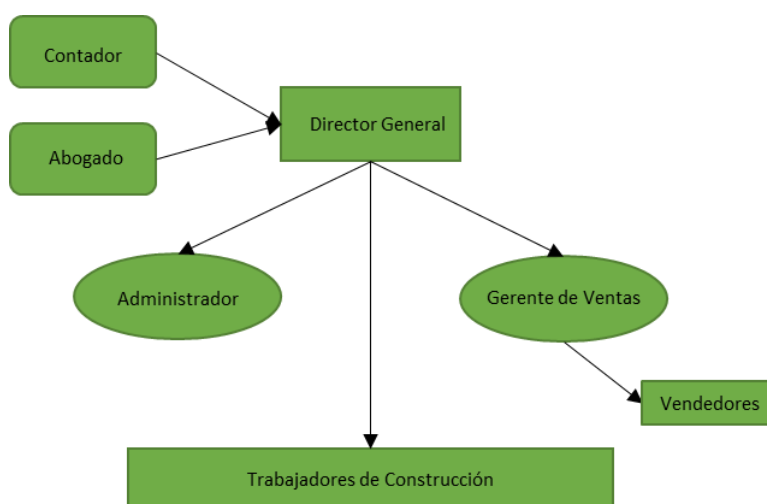 Contador
Director General
Abogado
Administrador
Gerente de Ventas
Vendedores
Trabajadores de Construcción